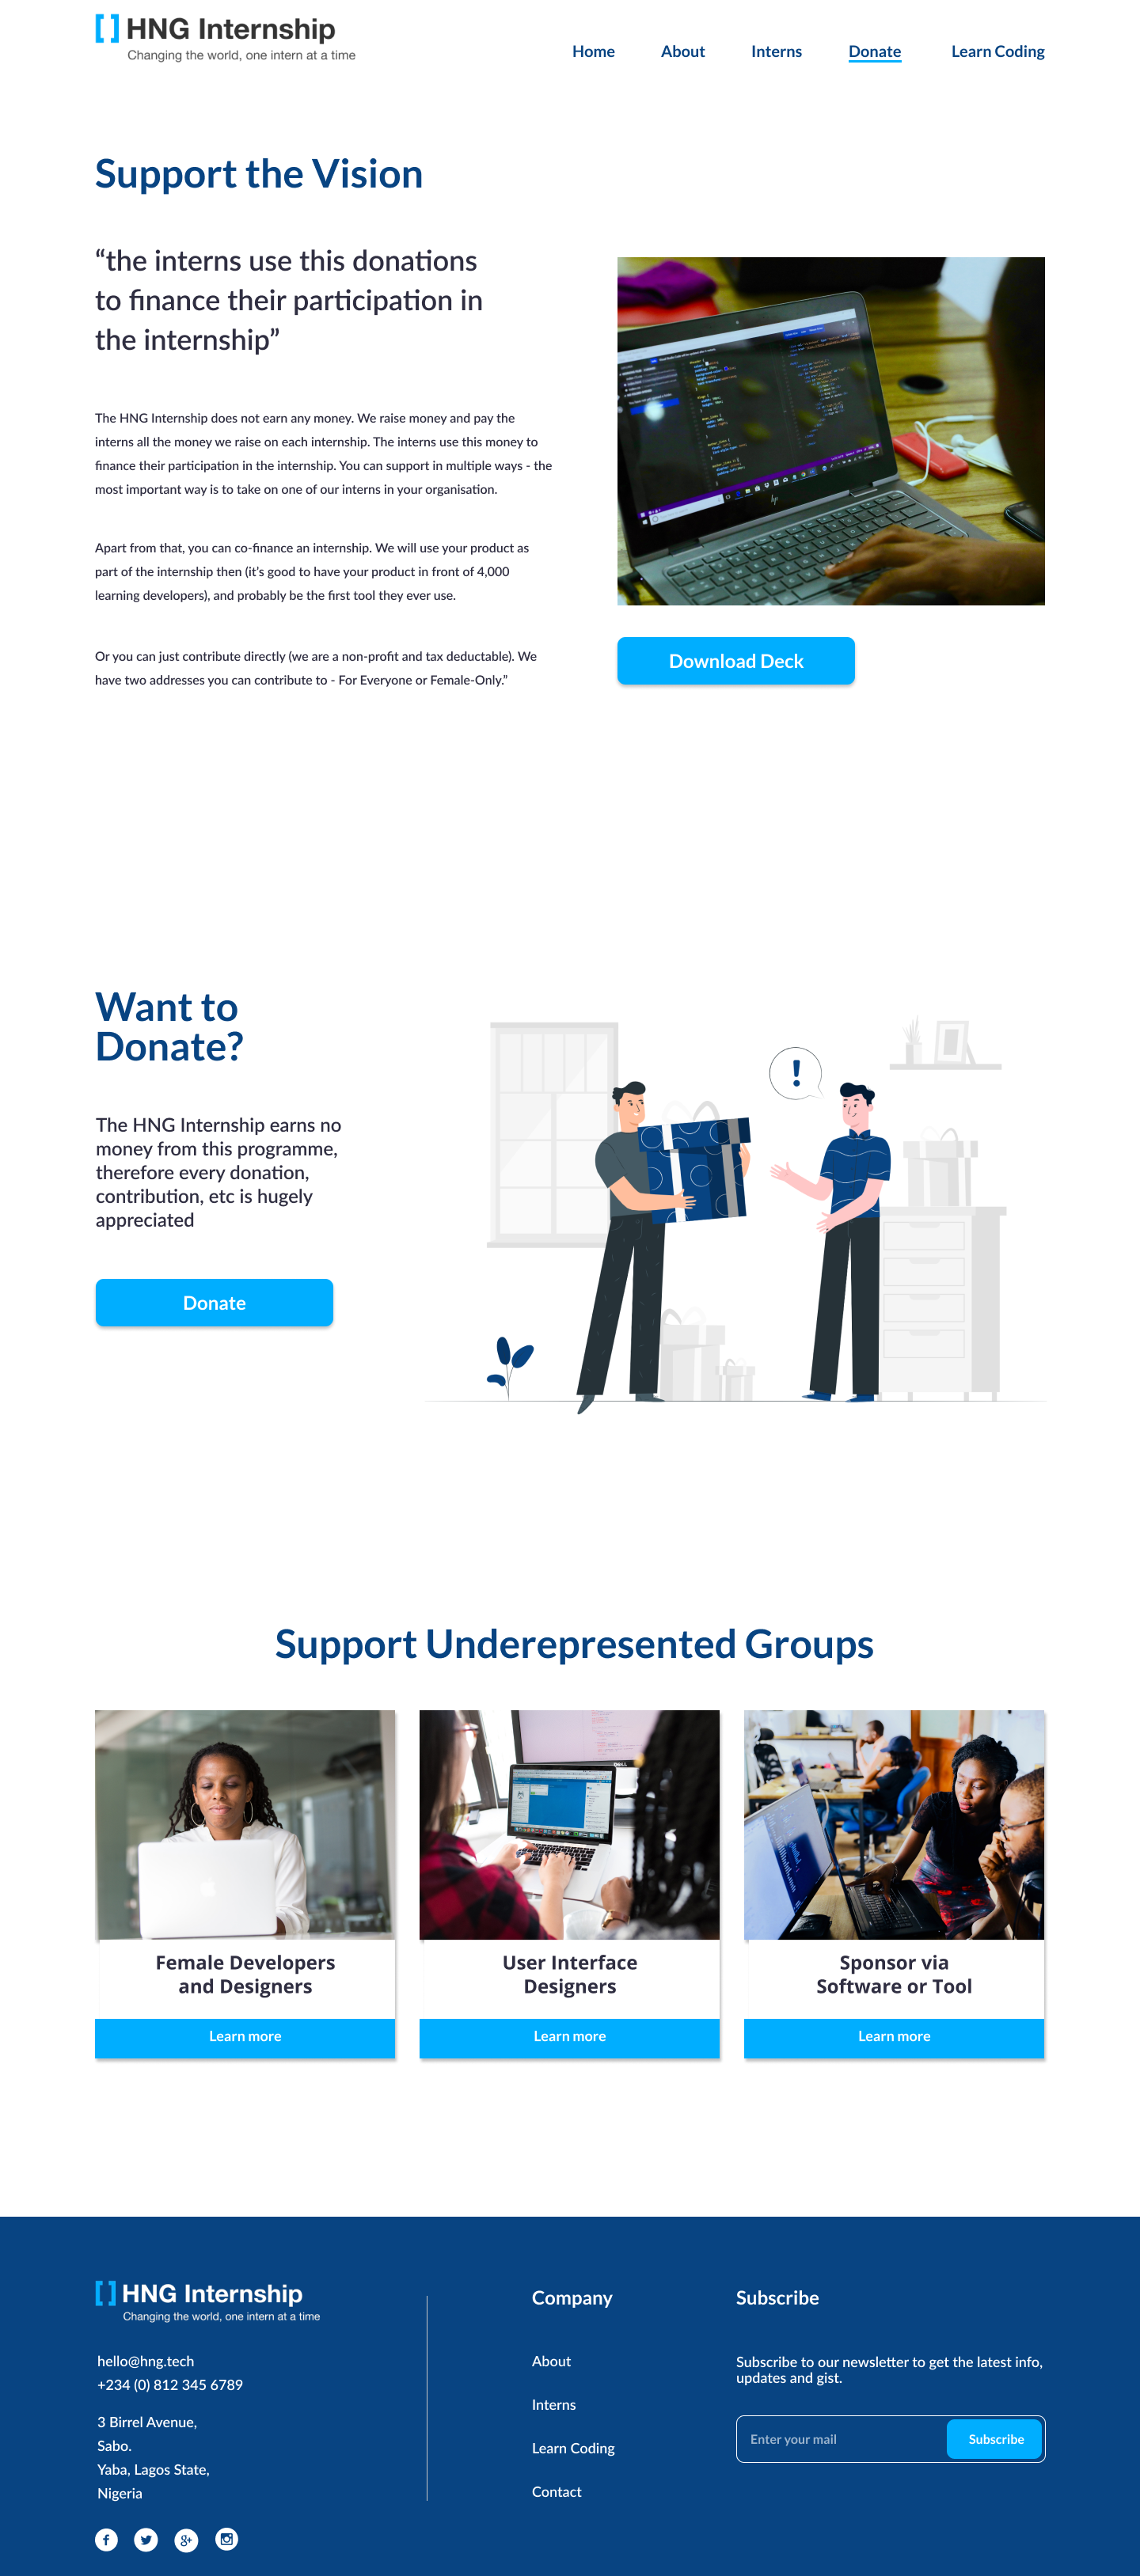 HNG Internship
Changing the world, one intern at a time
Home
About
Interns
Donate
Learn Coding
Support the Vision
“the interns use this donations
to finance their participation in
the internship”
The HNG Internship does not earn any money. We raise money and pay the
interns all the money we raise on each internship. The interns use this money to
finance their participation in the internship. You can support in multiple ways - the
most important way is to take on one of our interns in your organisation.
Apart from that, you can co-finance an internship. We will use your product as
part of the internship then (it’s good to have your product in front of 4,000
learning developers), and probably be the first tool they ever use.
Or you can just contribute directly (we are a non-profit and tax deductable). We
have two addresses you can contribute to - For Everyone or Female-Only.”
Download Deck
Want to
Donate?
The HNG Internship earns no
money from this programme,
therefore every donation,
contribution, etc is hugely
appreciated
Donate
!
Support Underepresented Groups
DELL
Female Developers
and Designers
Learn more
User Interface
Designers
Learn more
Sponsor via
Software or Tool
Learn more
HNG Internship
Changing the world, one intern at a time
hello@hng.tech
+234 (0) 812 345 6789
3 Birrel Avenue,
Sabo.
Yaba, Lagos State,
Nigeria
Company
About
Interns
Learn Coding
Contact
Subscribe
Subscribe to our newsletter to get the latest info,
updates and gist.
Enter your mail
Subscribe